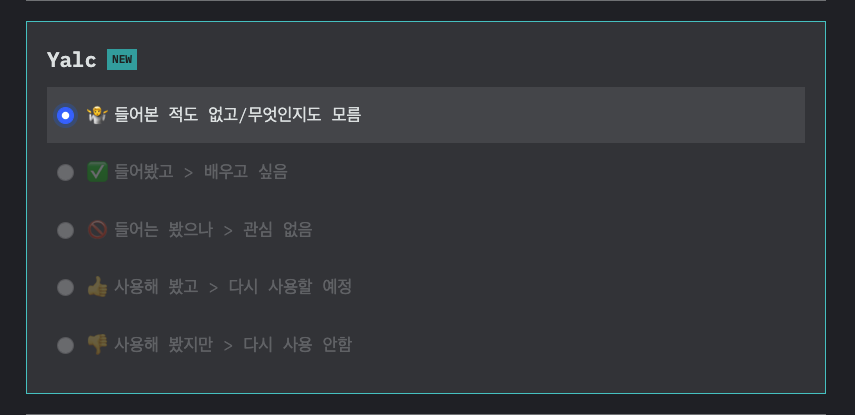 Yalc NEW
🤷 들어본 적도 없고/무엇인지도 모름
✅ 들어봤고 > 배우고 싶음
🚫 들어는 봤으나 > 관심 없음
👍 사용해 봤고 > 다시 사용할 예정
👎 사용해 봤지만 > 다시 사용 안함